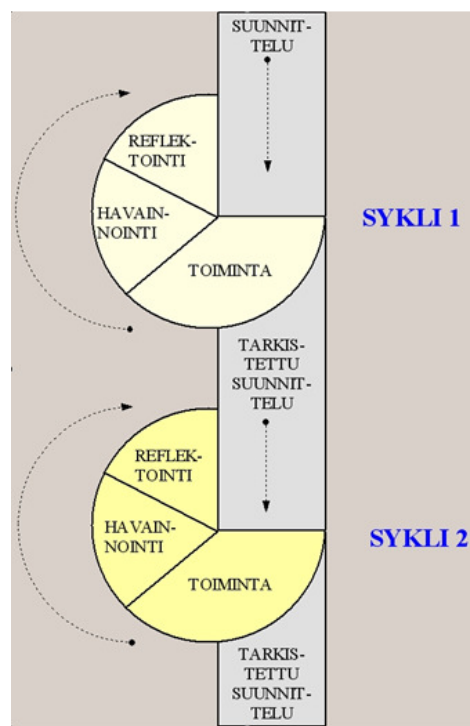 SUUNNIT-
TELU
REFLEK-
TOINTI
HAVAIN-
NOINTI
TOIMINTA
SYKLI 1
TARKIS-
TETTU
SUUNNIT-
TELU
REFLEK-
TOINTI
HAVAIN-
NOINTI
TOIMINTA
SYKLI 2
TARKIS-
TETTU
SUUNNIT-
TELU